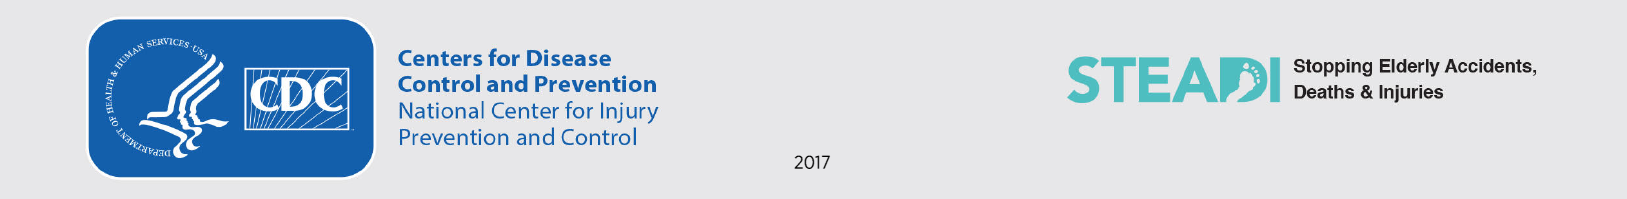 DEPARTMENT OF HEALTH & HUMAN SERVICES · USA
CDC
Centers for Disease
Control and Prevention
National Center for Injury
Prevention and Control
2017
STEADI
Stopping Elderly Accidents,
Deaths & Injuries